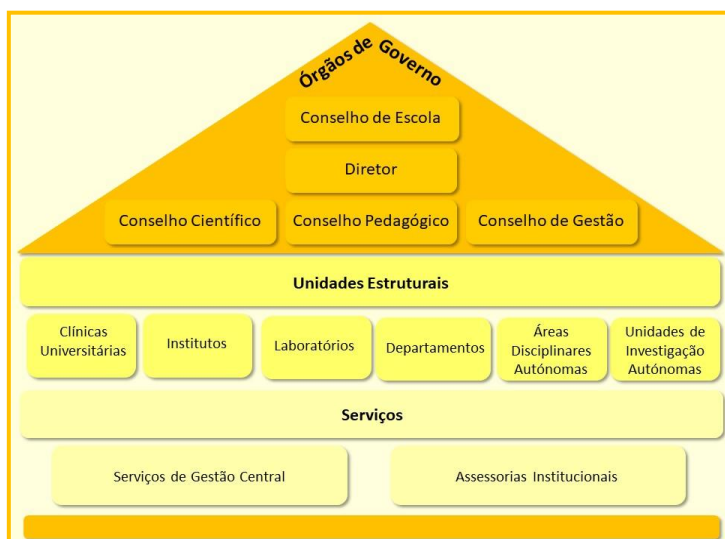 Órgãos de Governo
Conselho de Escola
Diretor
Conselho Científico
Conselho Pedagógico
Conselho de Gestão
Unidades Estruturais
Clínicas
Universitárias
Institutos
Laboratórios
Departamentos
Áreas
Disciplinares
Autónomas
Unidades de
Investigação
Autónomas
Serviços
Serviços de Gestão Central
Assessorias Institucionais